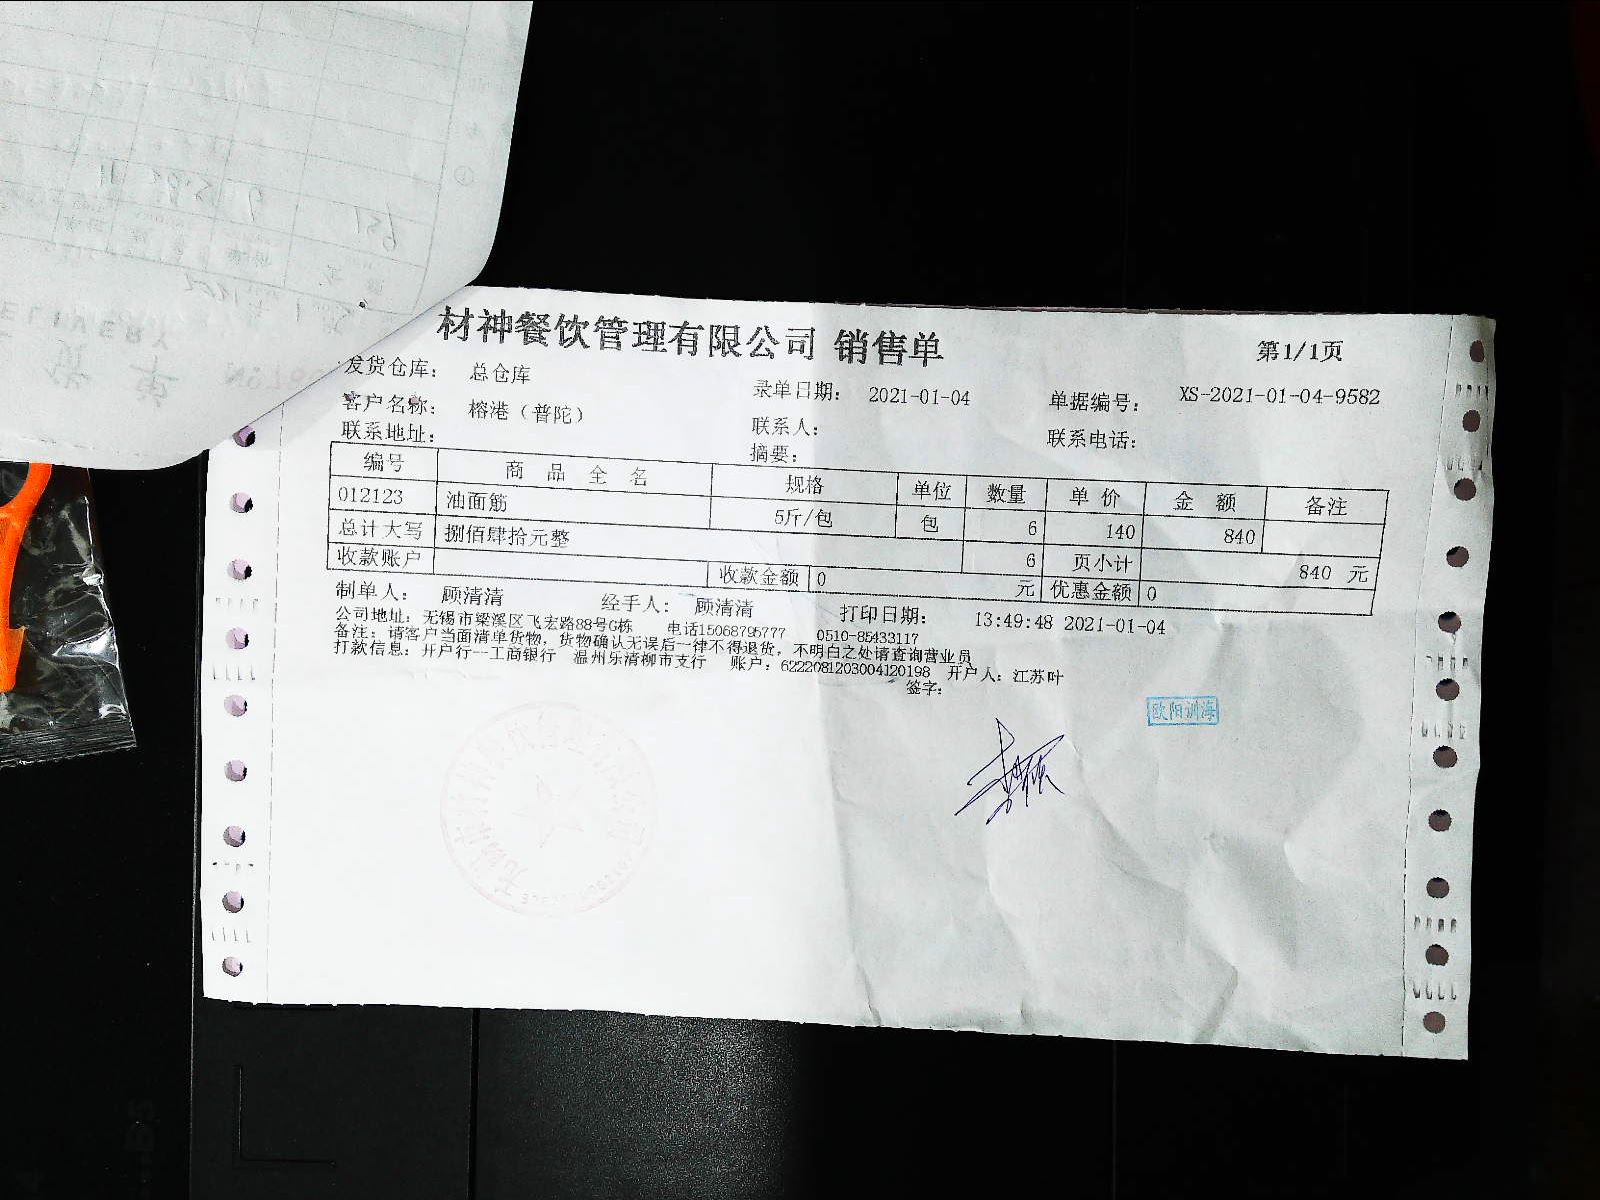 材神餐饮管理有限公司 销售单
第1/1页
发货仓库： 总仓库
录单日期： 2021-01-04
单据编号： XS-2021-01-04-9582
客户名称： 榕港（普陀）
联系人：
联系电话：
联系地址：
摘要：
编号 商品全名 规格 单位 数量 单价 金额 备注
012123 油面筋 5斤/包 包 6 140 840
总计大写 捌佰肆拾元整 6 页小计 840 元
收款账户 收款金额 0 元 优惠金额 0
制单人： 顾清清 经手人： 顾清清 打印日期： 13:49:48 2021-01-04
公司地址：无锡市梁溪区飞宏路88号G栋 电话15068795777 0510-85433117
备注：请客户当面清单货物，货物确认无误后一律不得退货，不明白之处请查询营业员
打款信息：开户行一工商银行 温州乐清柳市支行 账户：6222081203004120198 开户人：江苏叶
签字：
欧阳训海
ELIVERY